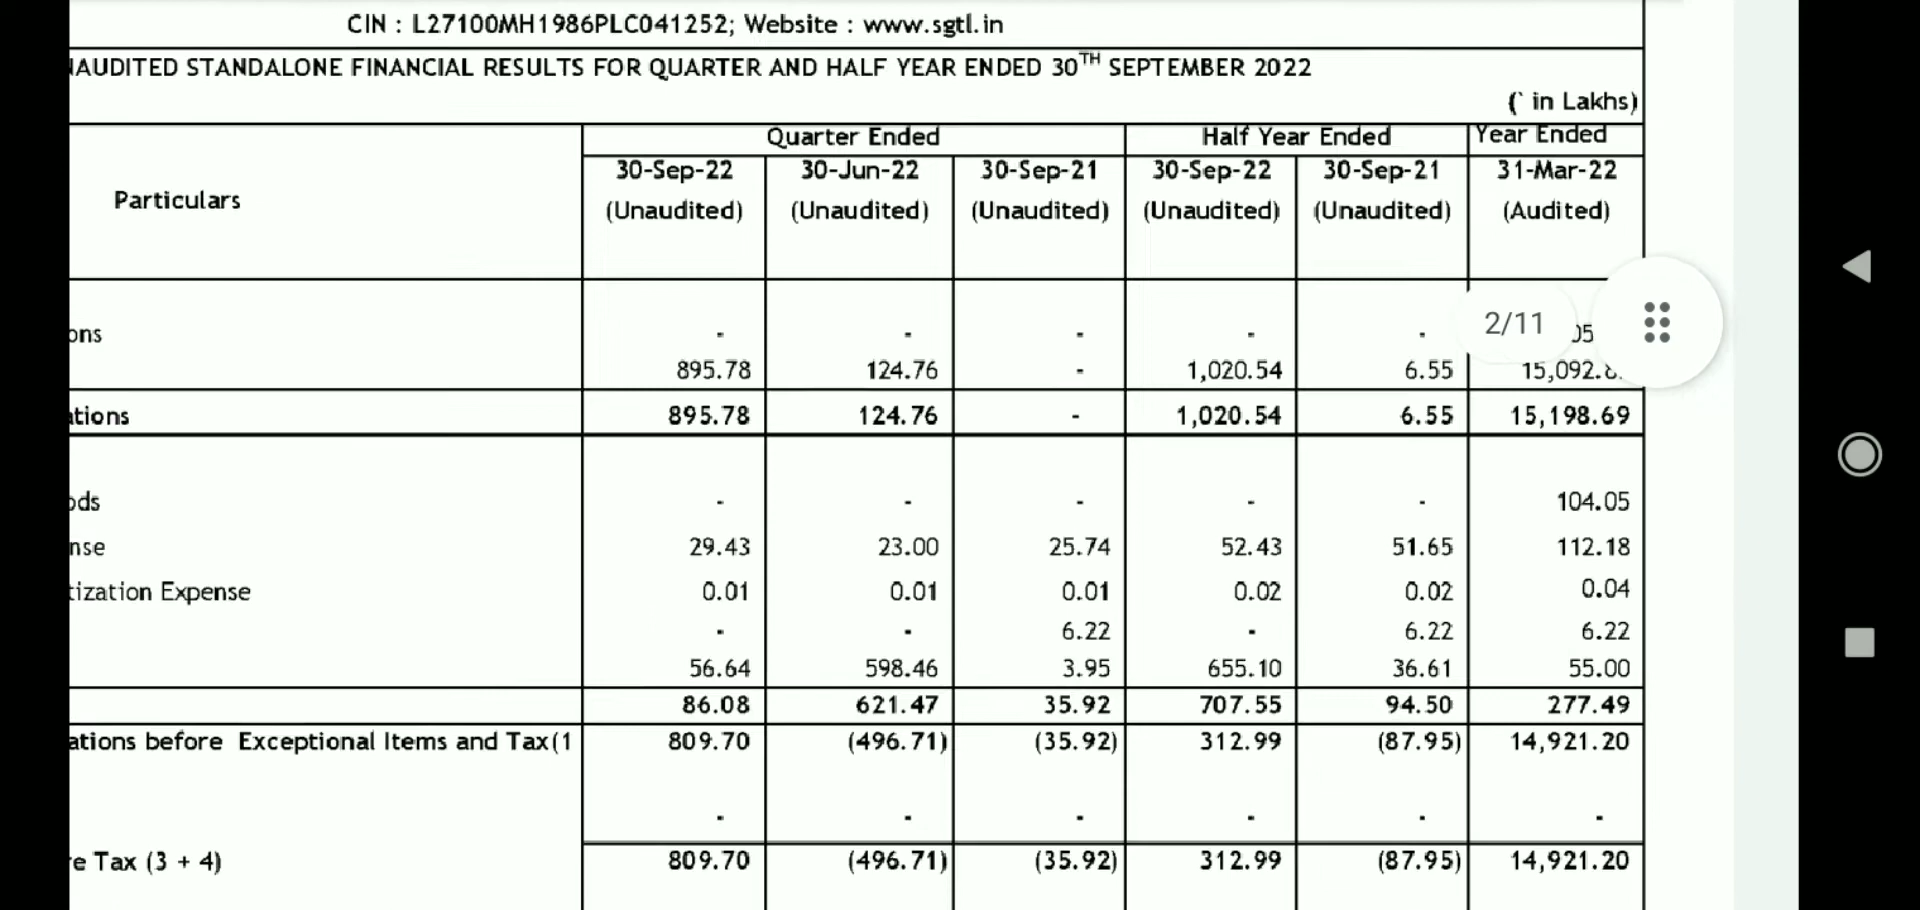 CIN : L27100MH1986PLC041252; Website : www.sgtl.in
NAUDITED STANDALONE FINANCIAL RESULTS FOR QUARTER AND HALF YEAR ENDED 30TH SEPTEMBER 2022
(` in Lakhs)
Particulars Quarter Ended Half Year Ended Year Ended
30-Sep-22 30-Jun-22 30-Sep-21 30-Sep-22 30-Sep-21 31-Mar-22
(Unaudited) (Unaudited) (Unaudited) (Unaudited) (Unaudited) (Audited)
2/11
ons - - - - - 05
895.78 124.76 - 1,020.54 6.55 15,092.
ations 895.78 124.76 - 1,020.54 6.55 15,198.69
ods - - - - - 104.05
nse 29.43 23.00 25.74 52.43 51.65 112.18
tization Expense 0.01 0.01 0.01 0.02 0.02 0.04
- - 6.22 - 6.22 6.22
56.64 598.46 3.95 655.10 36.61 55.00
86.08 621.47 35.92 707.55 94.50 277.49
ations before Exceptional Items and Tax(1 809.70 (496.71) (35.92) 312.99 (87.95) 14,921.20
- - - - - -
e Tax (3 + 4) 809.70 (496.71) (35.92) 312.99 (87.95) 14,921.20